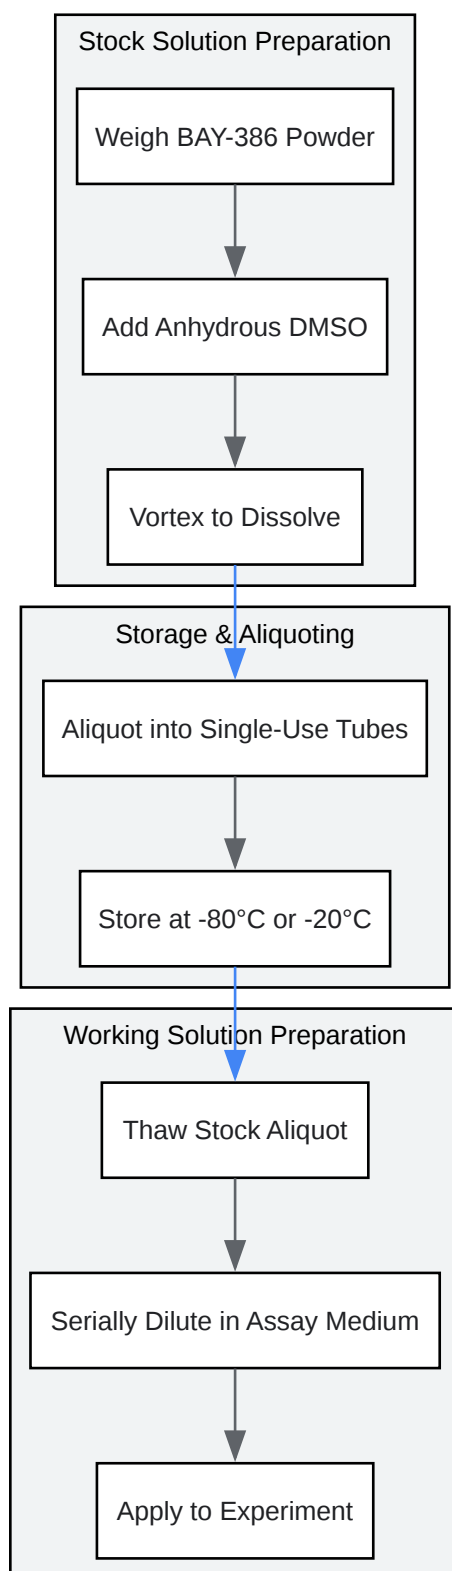 Stock Solution Preparation
Weigh BAY-386 Powder
Add Anhydrous DMSO
Vortex to Dissolve
Storage & Aliquoting
Aliquot into Single-Use Tubes
Store at -80°C or -20°C
Working Solution Preparation
Thaw Stock Aliquot
Serially Dilute in Assay Medium
Apply to Experiment